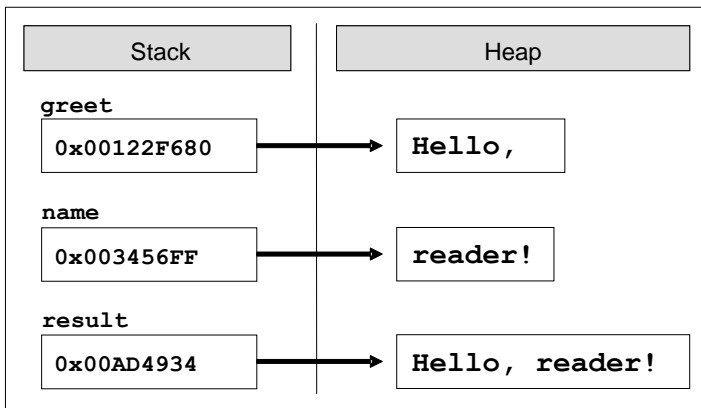 Stack
Heap
greet
0x00122F680
Hello,
name
0x003456FF
reader!
result
0x00AD4934
Hello, reader!